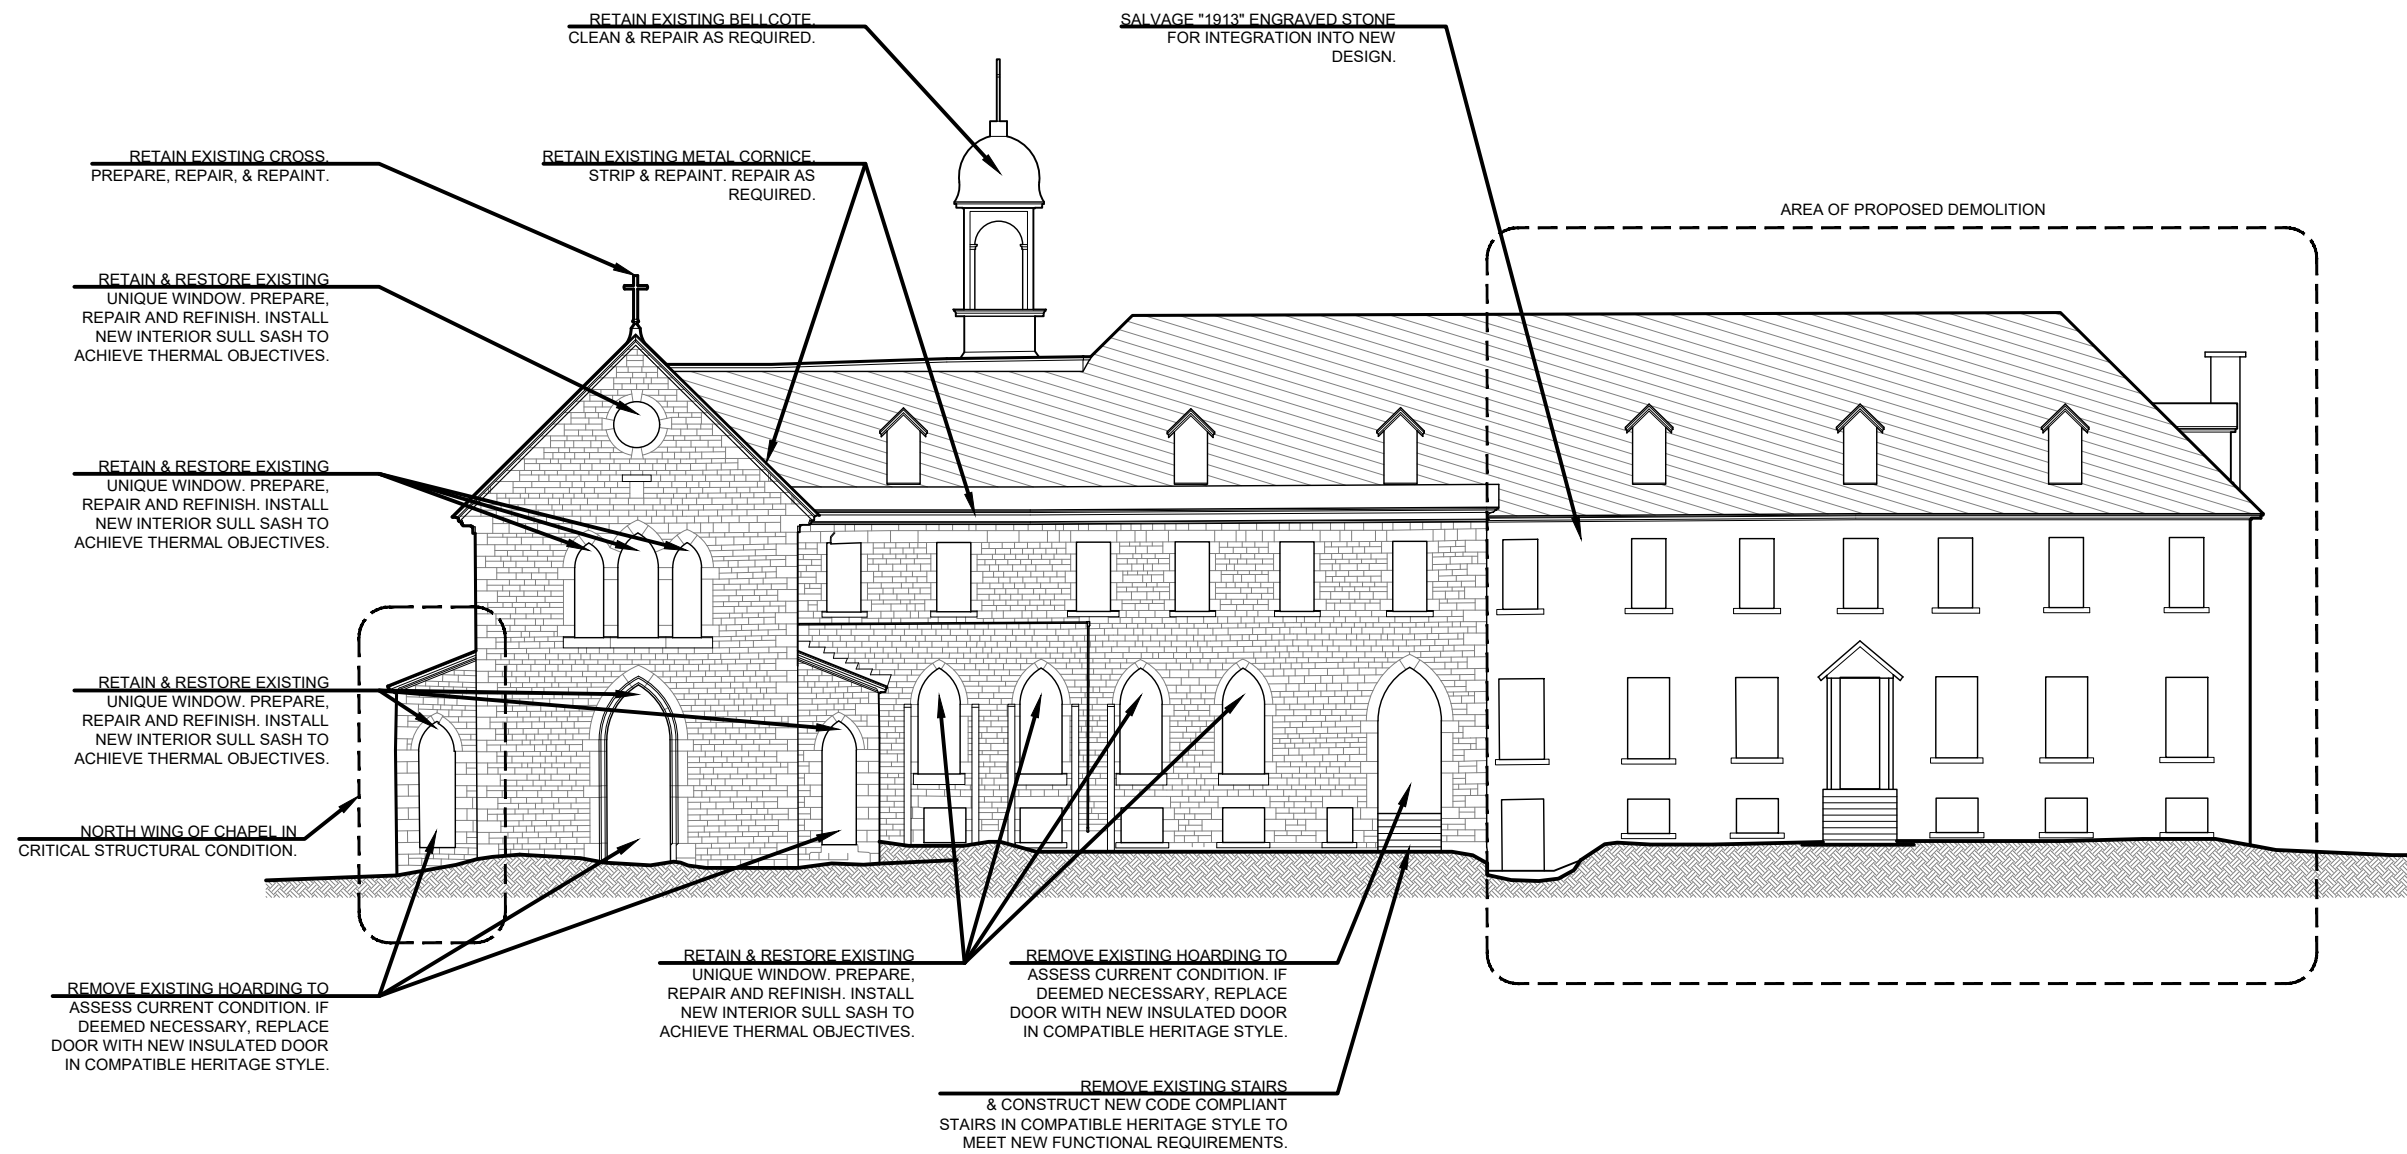 RETAIN EXISTING BELLCOTE.
CLEAN & REPAIR AS REQUIRED.
SALVAGE "1913" ENGRAVED STONE
FOR INTEGRATION INTO NEW
DESIGN.
RETAIN EXISTING CROSS.
PREPARE, REPAIR, & REPAINT.
RETAIN EXISTING METAL CORNICE.
STRIP & REPAINT. REPAIR AS
REQUIRED.
AREA OF PROPOSED DEMOLITION
RETAIN & RESTORE EXISTING
UNIQUE WINDOW. PREPARE,
REPAIR AND REFINISH. INSTALL
NEW INTERIOR SULL SASH TO
ACHIEVE THERMAL OBJECTIVES.
RETAIN & RESTORE EXISTING
UNIQUE WINDOW. PREPARE,
REPAIR AND REFINISH. INSTALL
NEW INTERIOR SULL SASH TO
ACHIEVE THERMAL OBJECTIVES.
RETAIN & RESTORE EXISTING
UNIQUE WINDOW. PREPARE,
REPAIR AND REFINISH. INSTALL
NEW INTERIOR SULL SASH TO
ACHIEVE THERMAL OBJECTIVES.
NORTH WING OF CHAPEL IN
CRITICAL STRUCTURAL CONDITION.
REMOVE EXISTING HOARDING TO
ASSESS CURRENT CONDITION. IF
DEEMED NECESSARY, REPLACE
DOOR WITH NEW INSULATED DOOR
IN COMPATIBLE HERITAGE STYLE.
RETAIN & RESTORE EXISTING
UNIQUE WINDOW. PREPARE,
REPAIR AND REFINISH. INSTALL
NEW INTERIOR SULL SASH TO
ACHIEVE THERMAL OBJECTIVES.
REMOVE EXISTING HOARDING TO
ASSESS CURRENT CONDITION. IF
DEEMED NECESSARY, REPLACE
DOOR WITH NEW INSULATED DOOR
IN COMPATIBLE HERITAGE STYLE.
REMOVE EXISTING STAIRS
& CONSTRUCT NEW CODE COMPLIANT
STAIRS IN COMPATIBLE HERITAGE STYLE TO
MEET NEW FUNCTIONAL REQUIREMENTS.